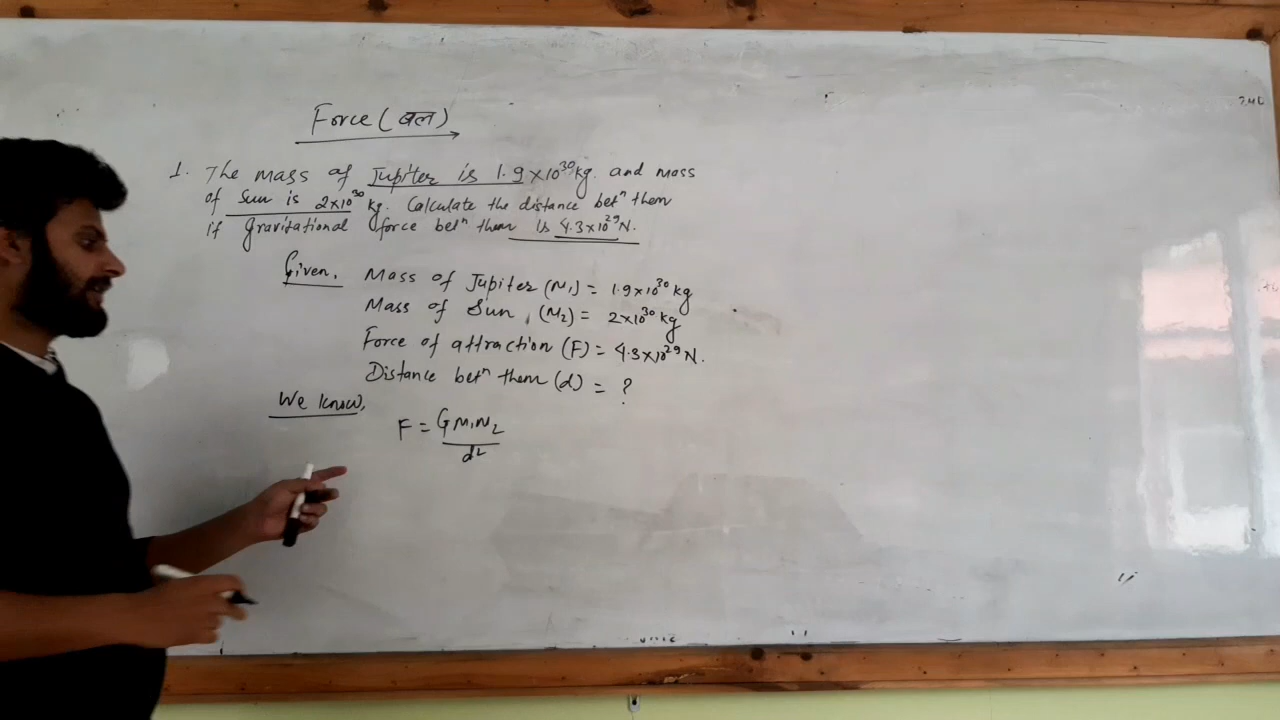 Force (बल)
1. The mass of Jupiter is 1.9×10³⁰kg. and mass
of Sun is 2×10³⁰ kg. Calculate the distance betⁿ them
if gravitational force betⁿ them is 4.3×10²⁹N.
Given, Mass of Jupiter (M₁) = 1.9×10³⁰ kg
Mass of Sun (M₂) = 2×10³⁰ kg
Force of attraction (F) = 4.3×10²⁹ N.
Distance betⁿ them (d) = ?
We know,
F = GM₁M₂/d²